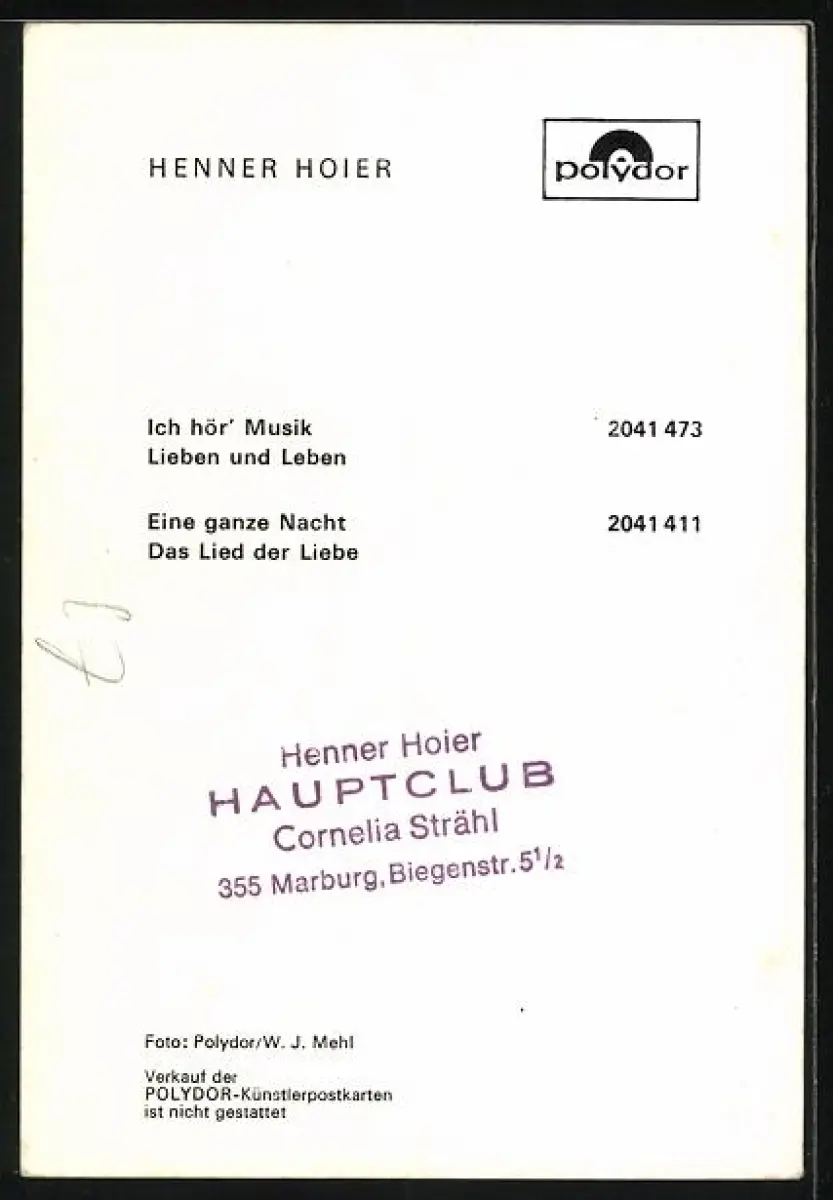 HENNER HOIER
polydor
Ich hör' Musik 2041 473
Lieben und Leben
Eine ganze Nacht 2041 411
Das Lied der Liebe
Henner Hoier
HAUPTCLUB
Cornelia Strähl
355 Marburg, Biegenstr. 5 1/2
Foto: Polydor/W. J. Mehl
Verkauf der
POLYDOR-Künstlerpostkarten
ist nicht gestattet